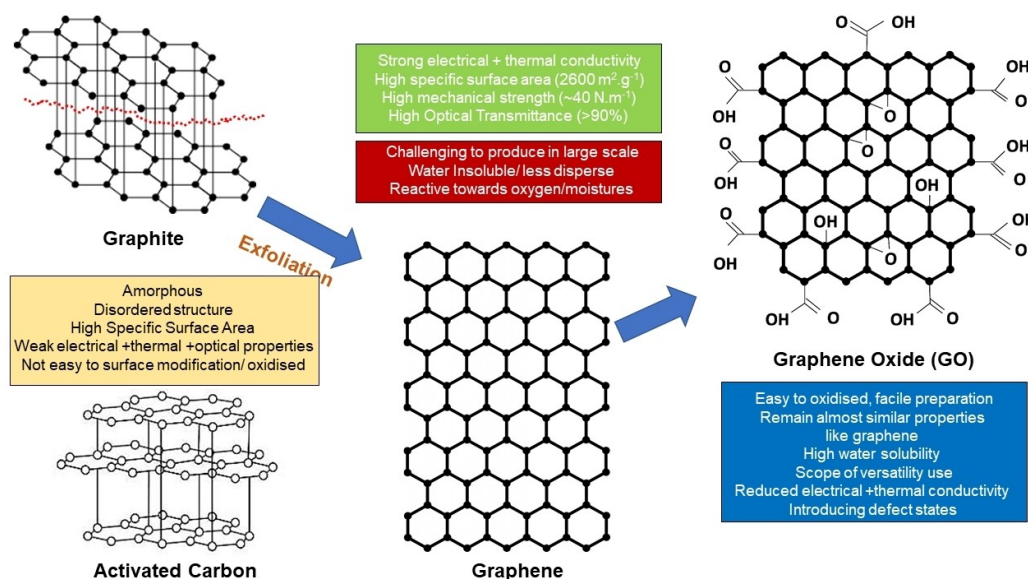 Graphite
Exfoliation
Amorphous
Disordered structure
High Specific Surface Area
Weak electrical +thermal +optical properties
Not easy to surface modification/ oxidised
Activated Carbon
Strong electrical + thermal conductivity
High specific surface area (2600 m².g⁻¹)
High mechanical strength (~40 N.m⁻¹)
High Optical Transmittance (>90%)
Challenging to produce in large scale
Water Insoluble/ less disperse
Reactive towards oxygen/moistures
Graphene
O
OH
O
OH
OH
O
O
O
O
OH
OH
O
OH
O
OH
OH
O
O
OH
OH
O
OH
O
O
OH
Graphene Oxide (GO)
Easy to oxidised, facile preparation
Remain almost similar properties
like graphene
High water solubility
Scope of versatility use
Reduced electrical +thermal conductivity
Introducing defect states